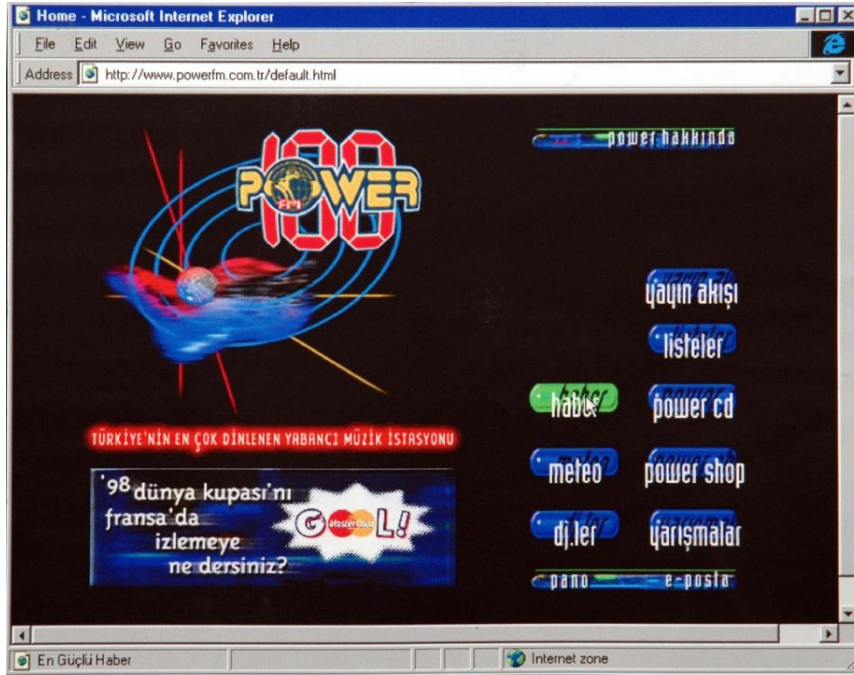 Home - Microsoft Internet Explorer
File Edit View Go Favorites Help
Address http://www.powerfm.com.tr/default.html
100
POWER
FM
power hakkında
yayın akışı
listeler
haber
power cd
meteo
power shop
dj.ler
yarışmalar
pano
e-posta
TÜRKİYE'NİN EN ÇOK DİNLENEN YABANCI MÜZİK İSTASYONU
'98 dünya kupası'nı
fransa'da
izlemeye
ne dersiniz?
GOAL!
MasterCard
En Güçlü Haber
Internet zone